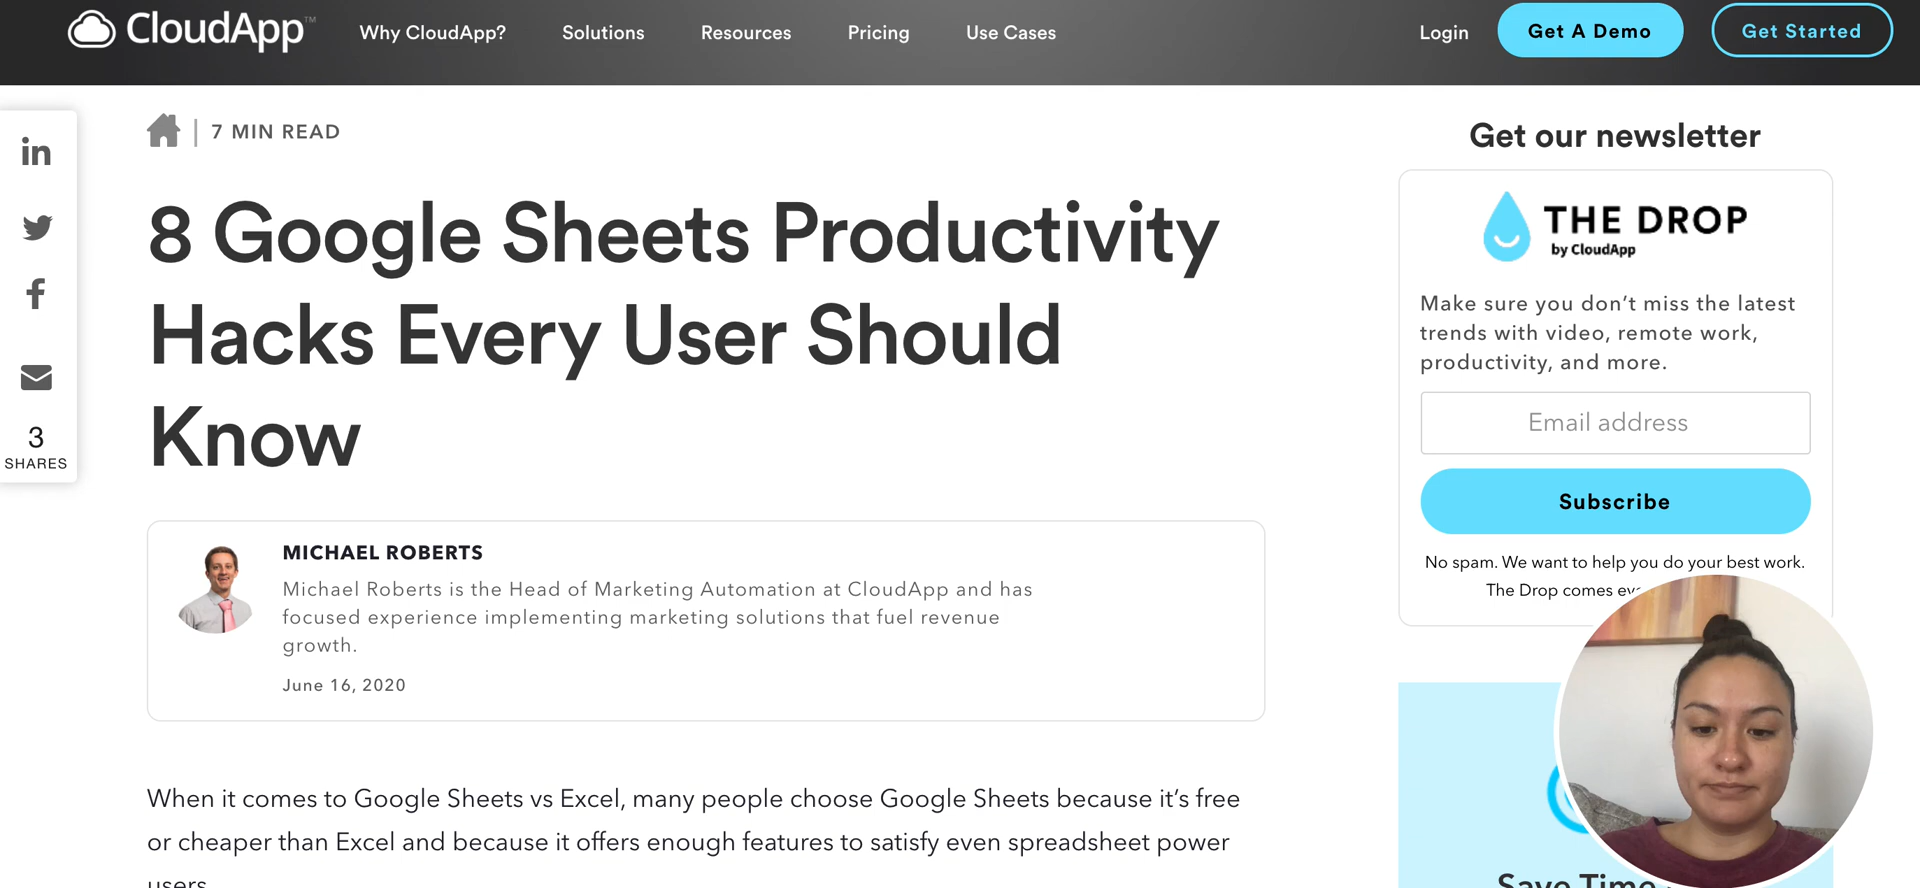 CloudApp™
Why CloudApp?
Solutions
Resources
Pricing
Use Cases
Login
Get A Demo
Get Started
in
3
SHARES
7 MIN READ
8 Google Sheets Productivity
Hacks Every User Should
Know
MICHAEL ROBERTS
Michael Roberts is the Head of Marketing Automation at CloudApp and has
focused experience implementing marketing solutions that fuel revenue
growth.
June 16, 2020
When it comes to Google Sheets vs Excel, many people choose Google Sheets because it’s free
or cheaper than Excel and because it offers enough features to satisfy even spreadsheet power
users.
Get our newsletter
THE DROP
by CloudApp
Make sure you don’t miss the latest
trends with video, remote work,
productivity, and more.
Email address
Subscribe
No spam. We want to help you do your best work.
The Drop comes
Save Time